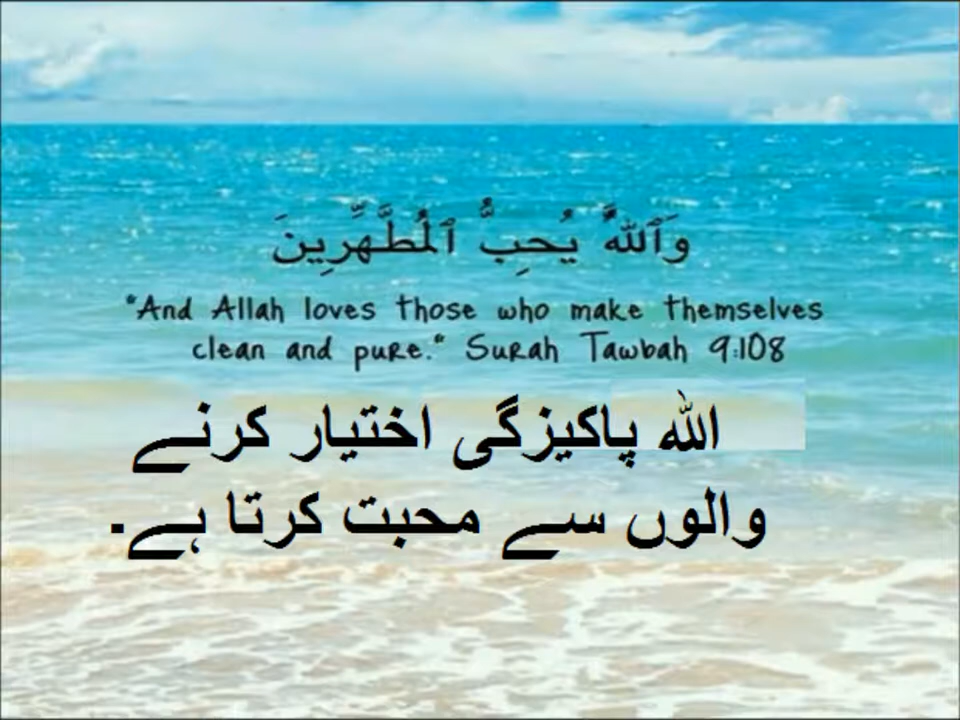 وَٱللَّهُ يُحِبُّ ٱلْمُطَّهِّرِينَ
"And Allah loves those who make themselves
clean and pure." Surah Tawbah 9:108
الله پاکیزگی اختیار کرنے
والوں سے محبت کرتا ہے.